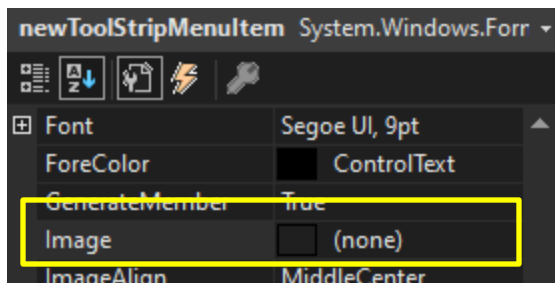 newToolStripMenuItem System.Windows.Forr
Font Segoe UI, 9pt
ForeColor ControlText
GenerateMember True
Image (none)
ImageAlign MiddleCenter